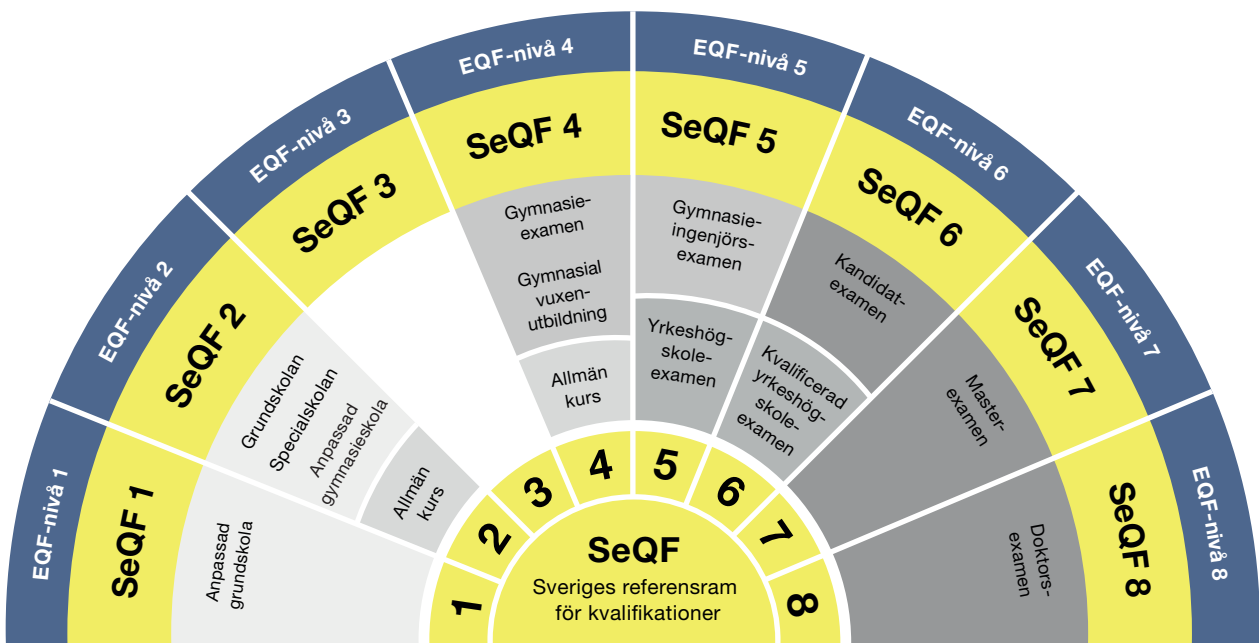 EQF-nivå 1
EQF-nivå 2
EQF-nivå 3
EQF-nivå 4
EQF-nivå 5
EQF-nivå 6
EQF-nivå 7
EQF-nivå 8
SeQF 1
SeQF 2
SeQF 3
SeQF 4
SeQF 5
SeQF 6
SeQF 7
SeQF 8
Anpassad
grundskola
Grundskolan
Specialskolan
Anpassad
gymnasieskola
Allmän
kurs
Gymnasie-
examen
Gymnasial
vuxen-
utbildning
Allmän
kurs
Gymnasie-
ingenjörs-
examen
Yrkeshög-
skole-
examen
Kandidat-
examen
Kvalificerad
yrkeshög-
skole-
examen
Master-
examen
Doktors-
examen
1
2
3
4
5
6
7
8
SeQF
Sveriges referensram
för kvalifikationer